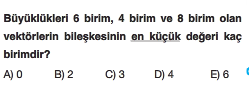 Büyüklükleri 6 birim, 4 birim ve 8 birim olan
vektörlerin bileşkesinin en küçük değeri kaç
birimdir?
A) 0 B) 2 C) 3 D) 4 E) 6